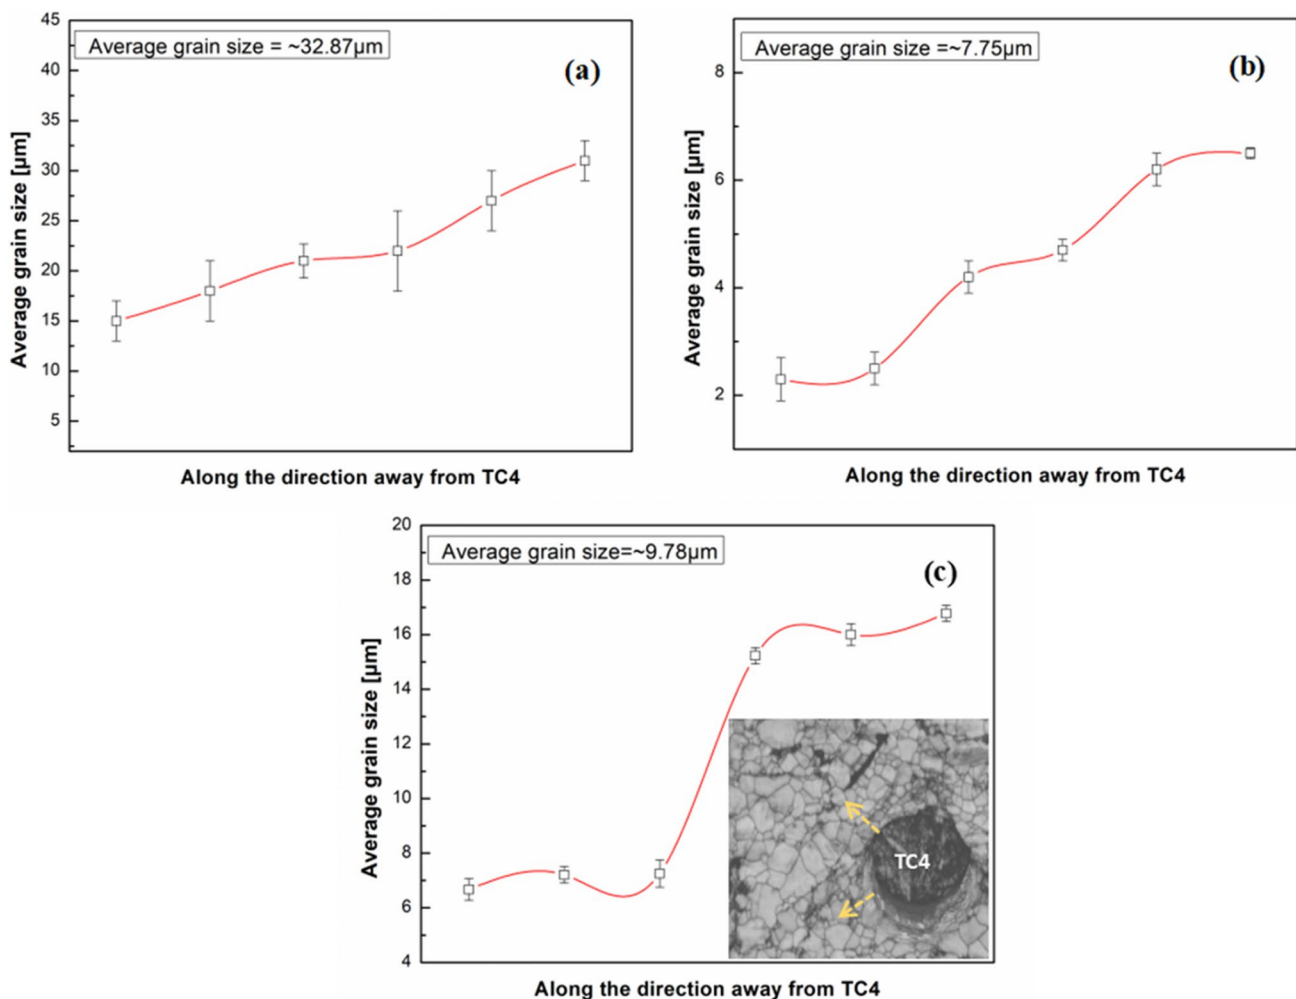 Average grain size = ~32.87µm
(a)
45
40
35
30
25
20
15
10
5
Average grain size [µm]
Along the direction away from TC4
Average grain size =~7.75µm
(b)
8
6
4
2
Average grain size [µm]
Along the direction away from TC4
Average grain size=~9.78µm
(c)
20
18
16
14
12
10
8
6
4
Average grain size [µm]
TC4
Along the direction away from TC4